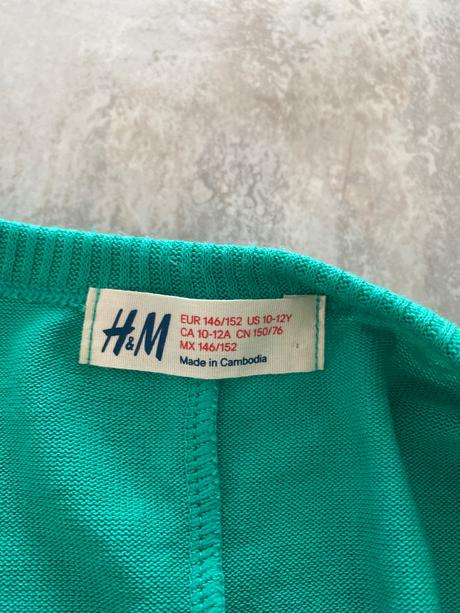 H&M
EUR 146/152 US 10-12Y
CA 10-12A CN 150/76
MX 146/152
Made in Cambodia